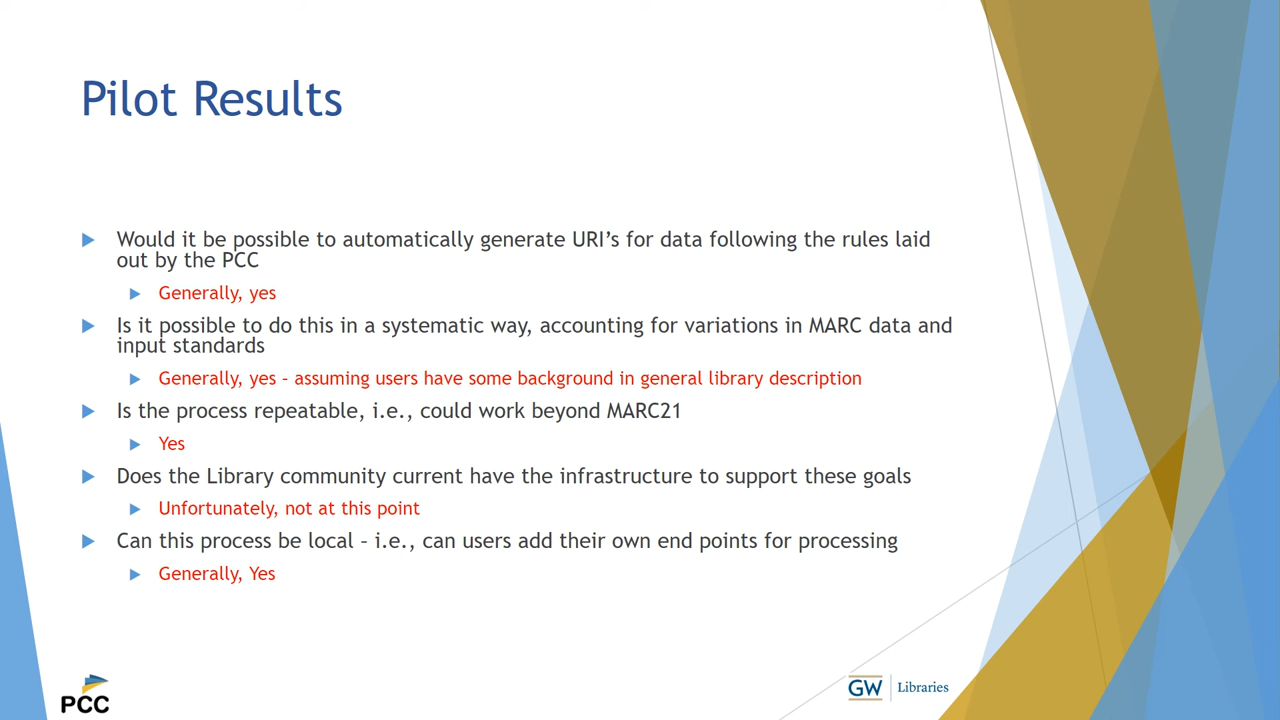 Pilot Results
Would it be possible to automatically generate URI’s for data following the rules laid
out by the PCC
Generally, yes
Is it possible to do this in a systematic way, accounting for variations in MARC data and
input standards
Generally, yes – assuming users have some background in general library description
Is the process repeatable, i.e., could work beyond MARC21
Yes
Does the Library community current have the infrastructure to support these goals
Unfortunately, not at this point
Can this process be local – i.e., can users add their own end points for processing
Generally, Yes
PCC
GW Libraries